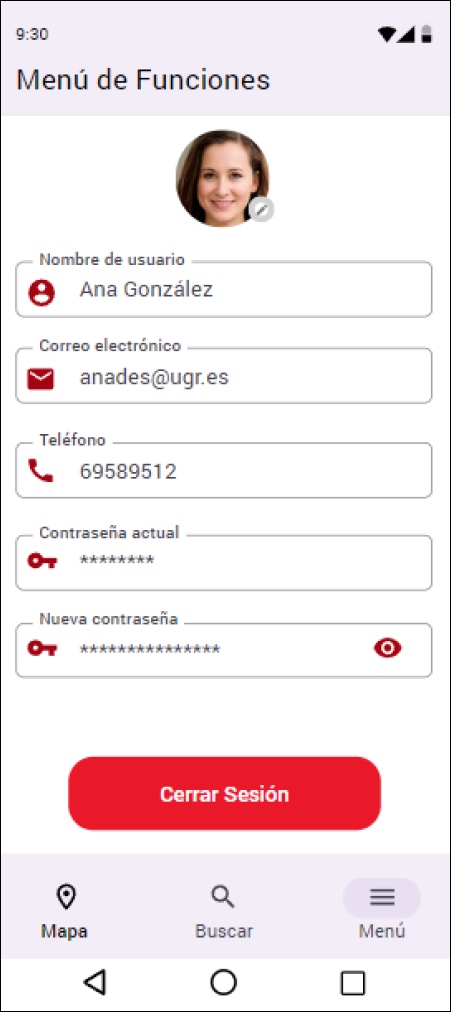 9:30
Menú de Funciones
Nombre de usuario
Ana González
Correo electrónico
anades@ugr.es
Teléfono
69589512
Contraseña actual
********
Nueva contraseña
***************
Cerrar Sesión
Mapa
Buscar
Menú